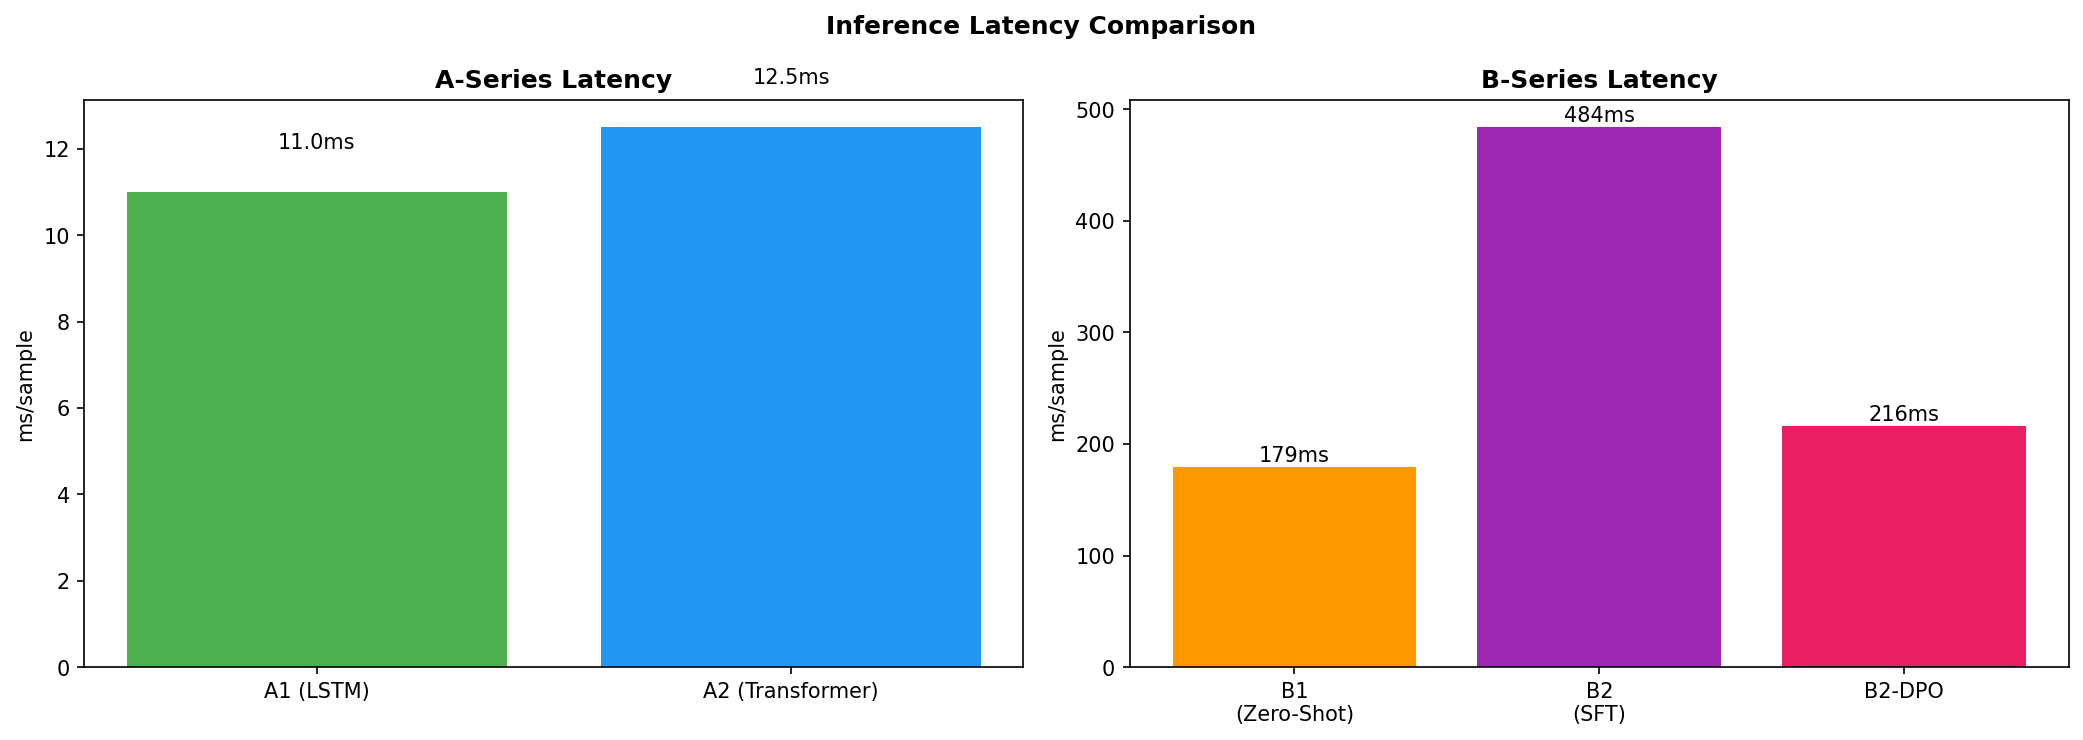 Inference Latency Comparison
A-Series Latency
12.5ms
11.0ms
12
10
8
6
4
2
0
ms/sample
A1 (LSTM)
A2 (Transformer)
B-Series Latency
484ms
216ms
179ms
500
400
300
200
100
0
ms/sample
B1
(Zero-Shot)
B2
(SFT)
B2-DPO